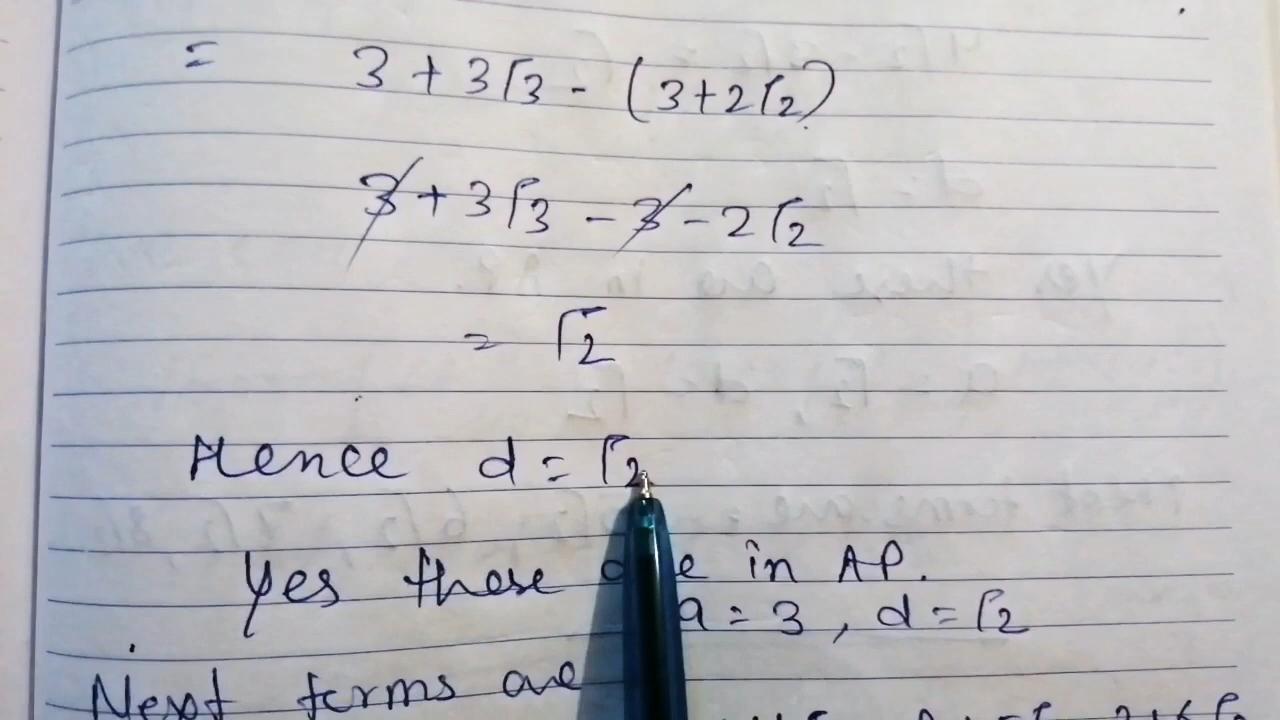 = 3 + 3√3 - (3+2√2)
3 + 3√3 - 3 - 2√2
= √2
Hence d = √2
Yes these are in AP.
a = 3, d = √2
Next terms are